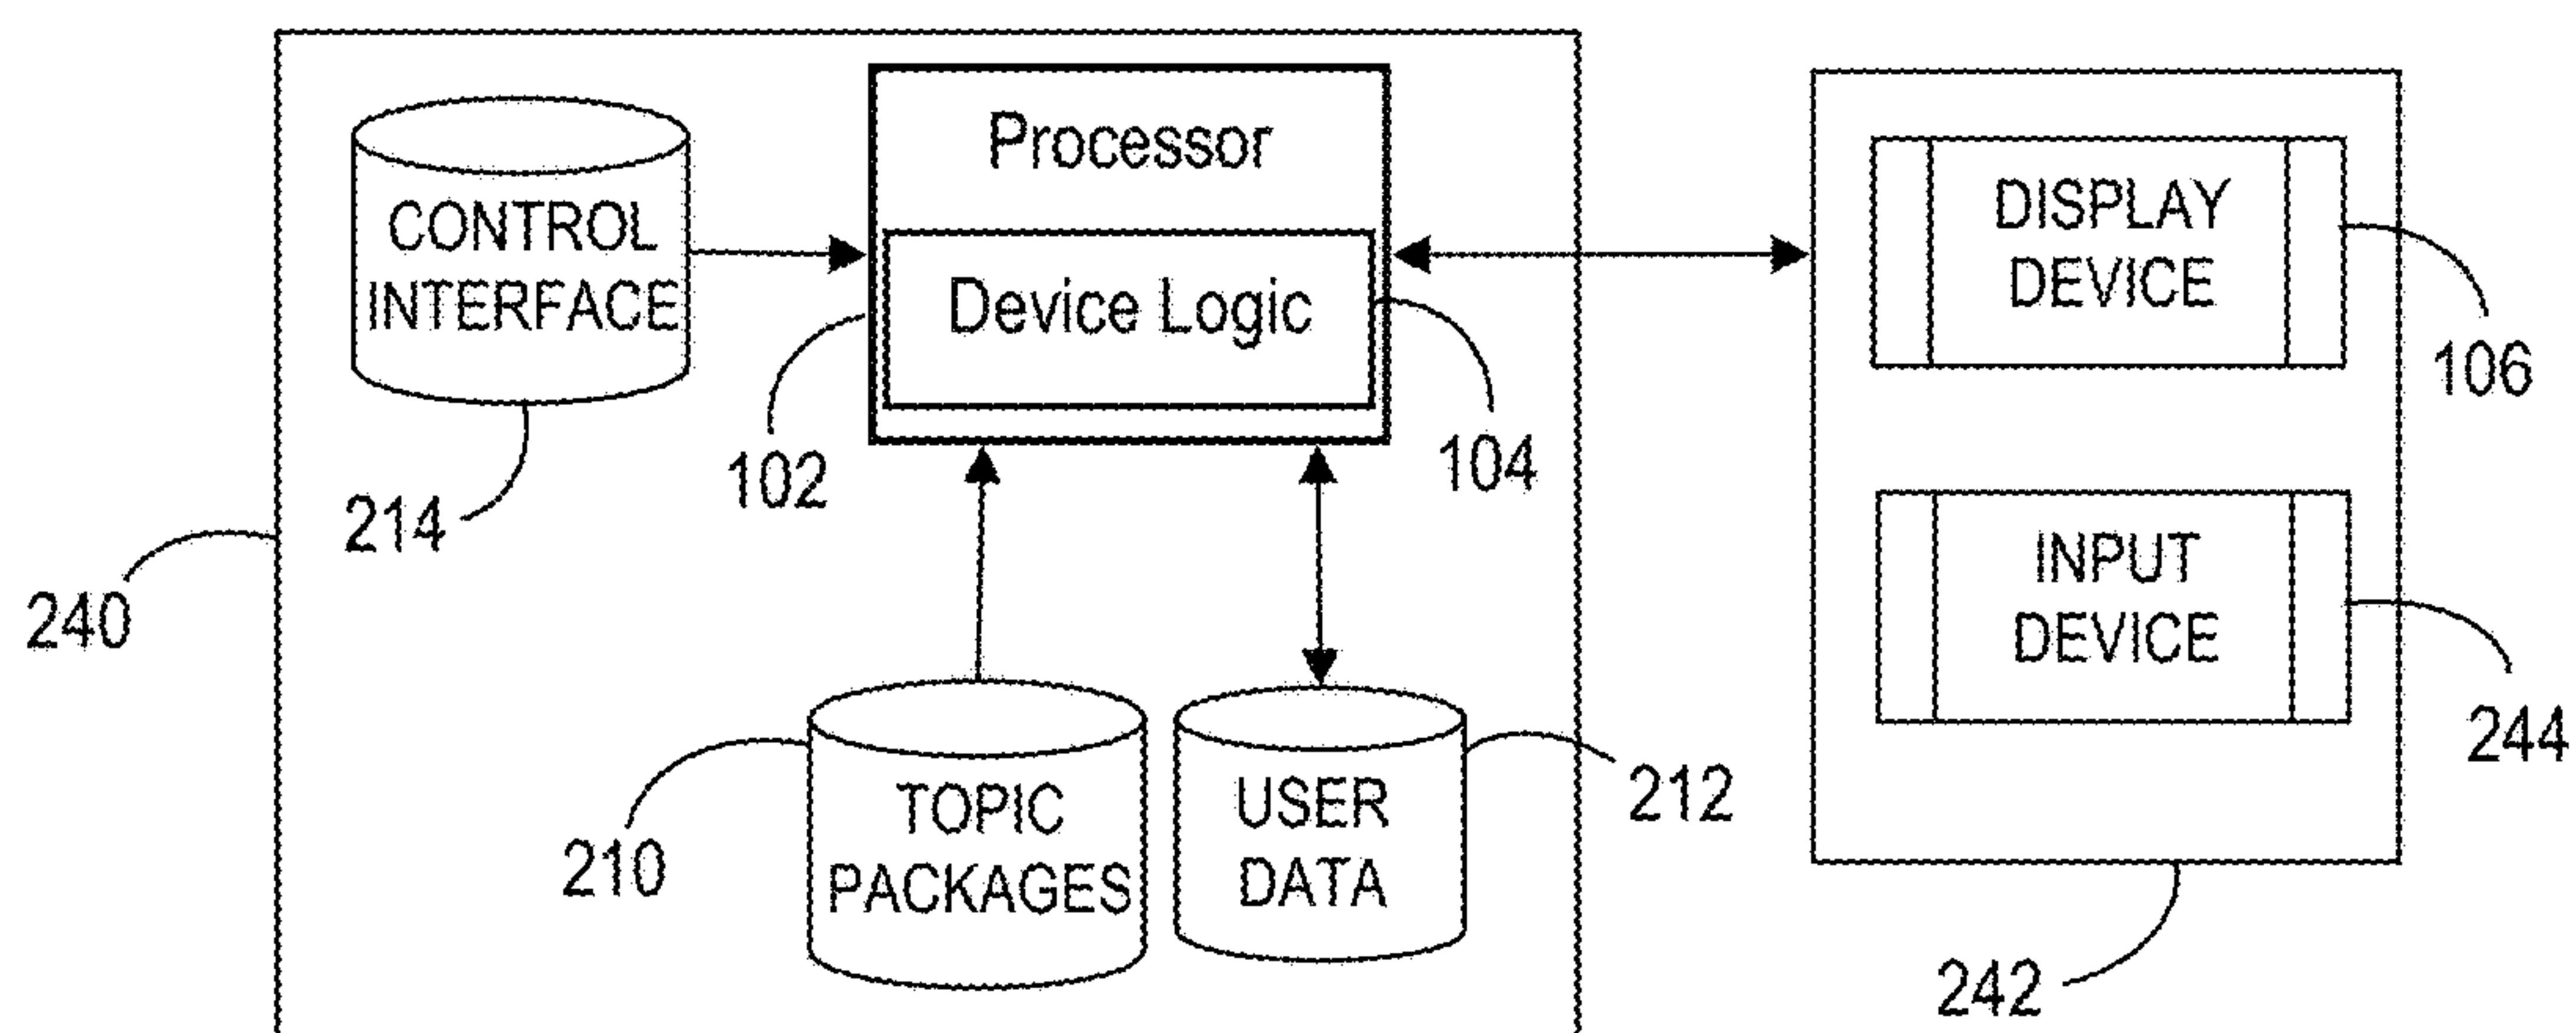 Processor
CONTROL
INTERFACE
Device Logic
DISPLAY
DEVICE
106
102
104
214
INPUT
DEVICE
240
244
TOPIC
PACKAGES
USER
DATA
212
210
242